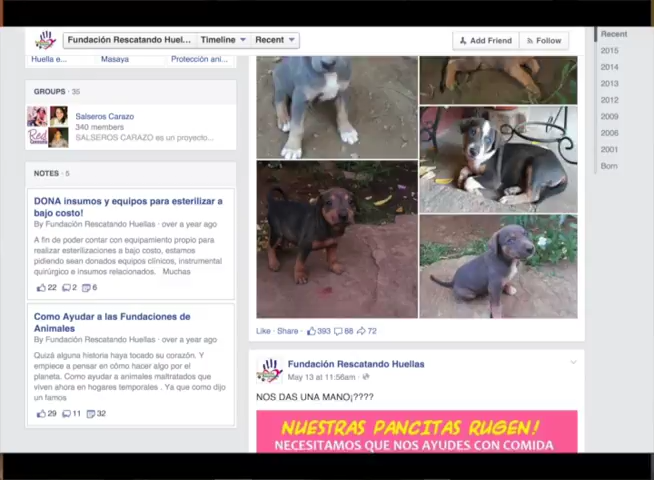 Fundación Rescatando Huel...
Timeline
Recent
Add Friend
Follow
Recent
2015
2014
2013
2012
2009
2006
2001
Born
Huella e...
Masaya
Protección ani...
GROUPS · 35
Salseros Carazo
340 members
SALSEROS CARAZO es un proyecto...
NOTES · 5
DONA insumos y equipos para esterilizar a
bajo costo!
By Fundación Rescatando Huellas · over a year ago
A fin de poder contar con equipamiento propio para
realizar esterilizaciones a bajo costo, estamos
pidiendo sean donados equipos clínicos, instrumental
quirúrgico e insumos relacionados. Muchas
22 2 6
Como Ayudar a las Fundaciones de
Animales
By Fundación Rescatando Huellas · over a year ago
Quizá alguna historia haya tocado su corazón. Y
empiece a pensar en cómo hacer algo por el
planeta. Como ayudar a animales maltratados que
viven ahora en hogares temporales . Ya que como dijo
un famos
29 11 32
Like · Share · 393 68 72
Fundación Rescatando Huellas
May 13 at 11:56am ·
NOS DAS UNA MANO¡????
NUESTRAS PANCITAS RUGEN!
NECESITAMOS QUE NOS AYUDES CON COMIDA